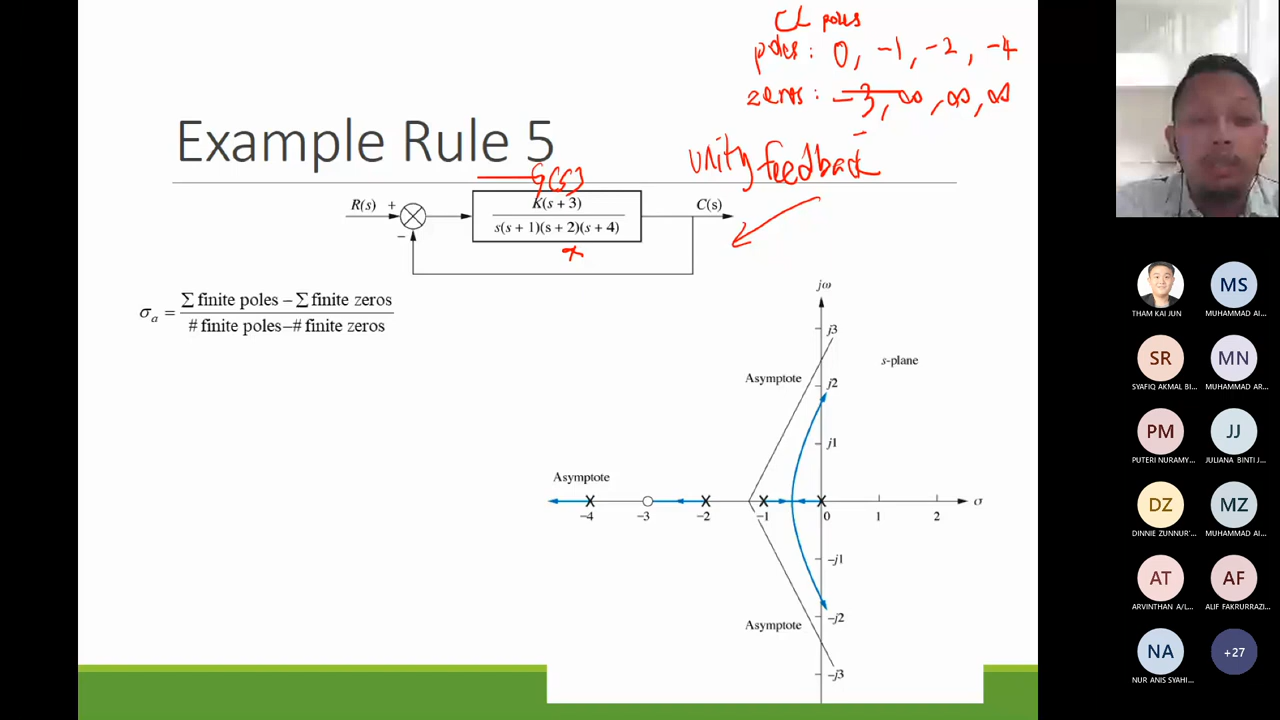 CL poles
poles: 0, -1, -2, -4
zeros: -3, ∞, ∞, ∞
Example Rule 5
unity feedback
G(s)
R(s) + − K(s + 3) C(s)
s(s + 1)(s + 2)(s + 4)
σa = Σ finite poles – Σ finite zeros
# finite poles–# finite zeros
jω
j3
s-plane
Asymptote
j2
j1
Asymptote
σ
−4 −3 −2 −1 0 1 2
−j1
−j2
Asymptote
−j3
THAM KAI JUN
MS
MUHAMMAD AI...
SR
SYAFIQ AKMAL BI...
MN
MUHAMMAD AR...
PM
PUTERI NURAMY...
JJ
JULIANA BINTI J...
DZ
DINNIE ZUNNUR'...
MZ
MUHAMMAD AI...
AT
ARVINTHAN A/L...
AF
ALIF FAKRURRAZI...
NA
NUR ANIS SYAHI...
+27